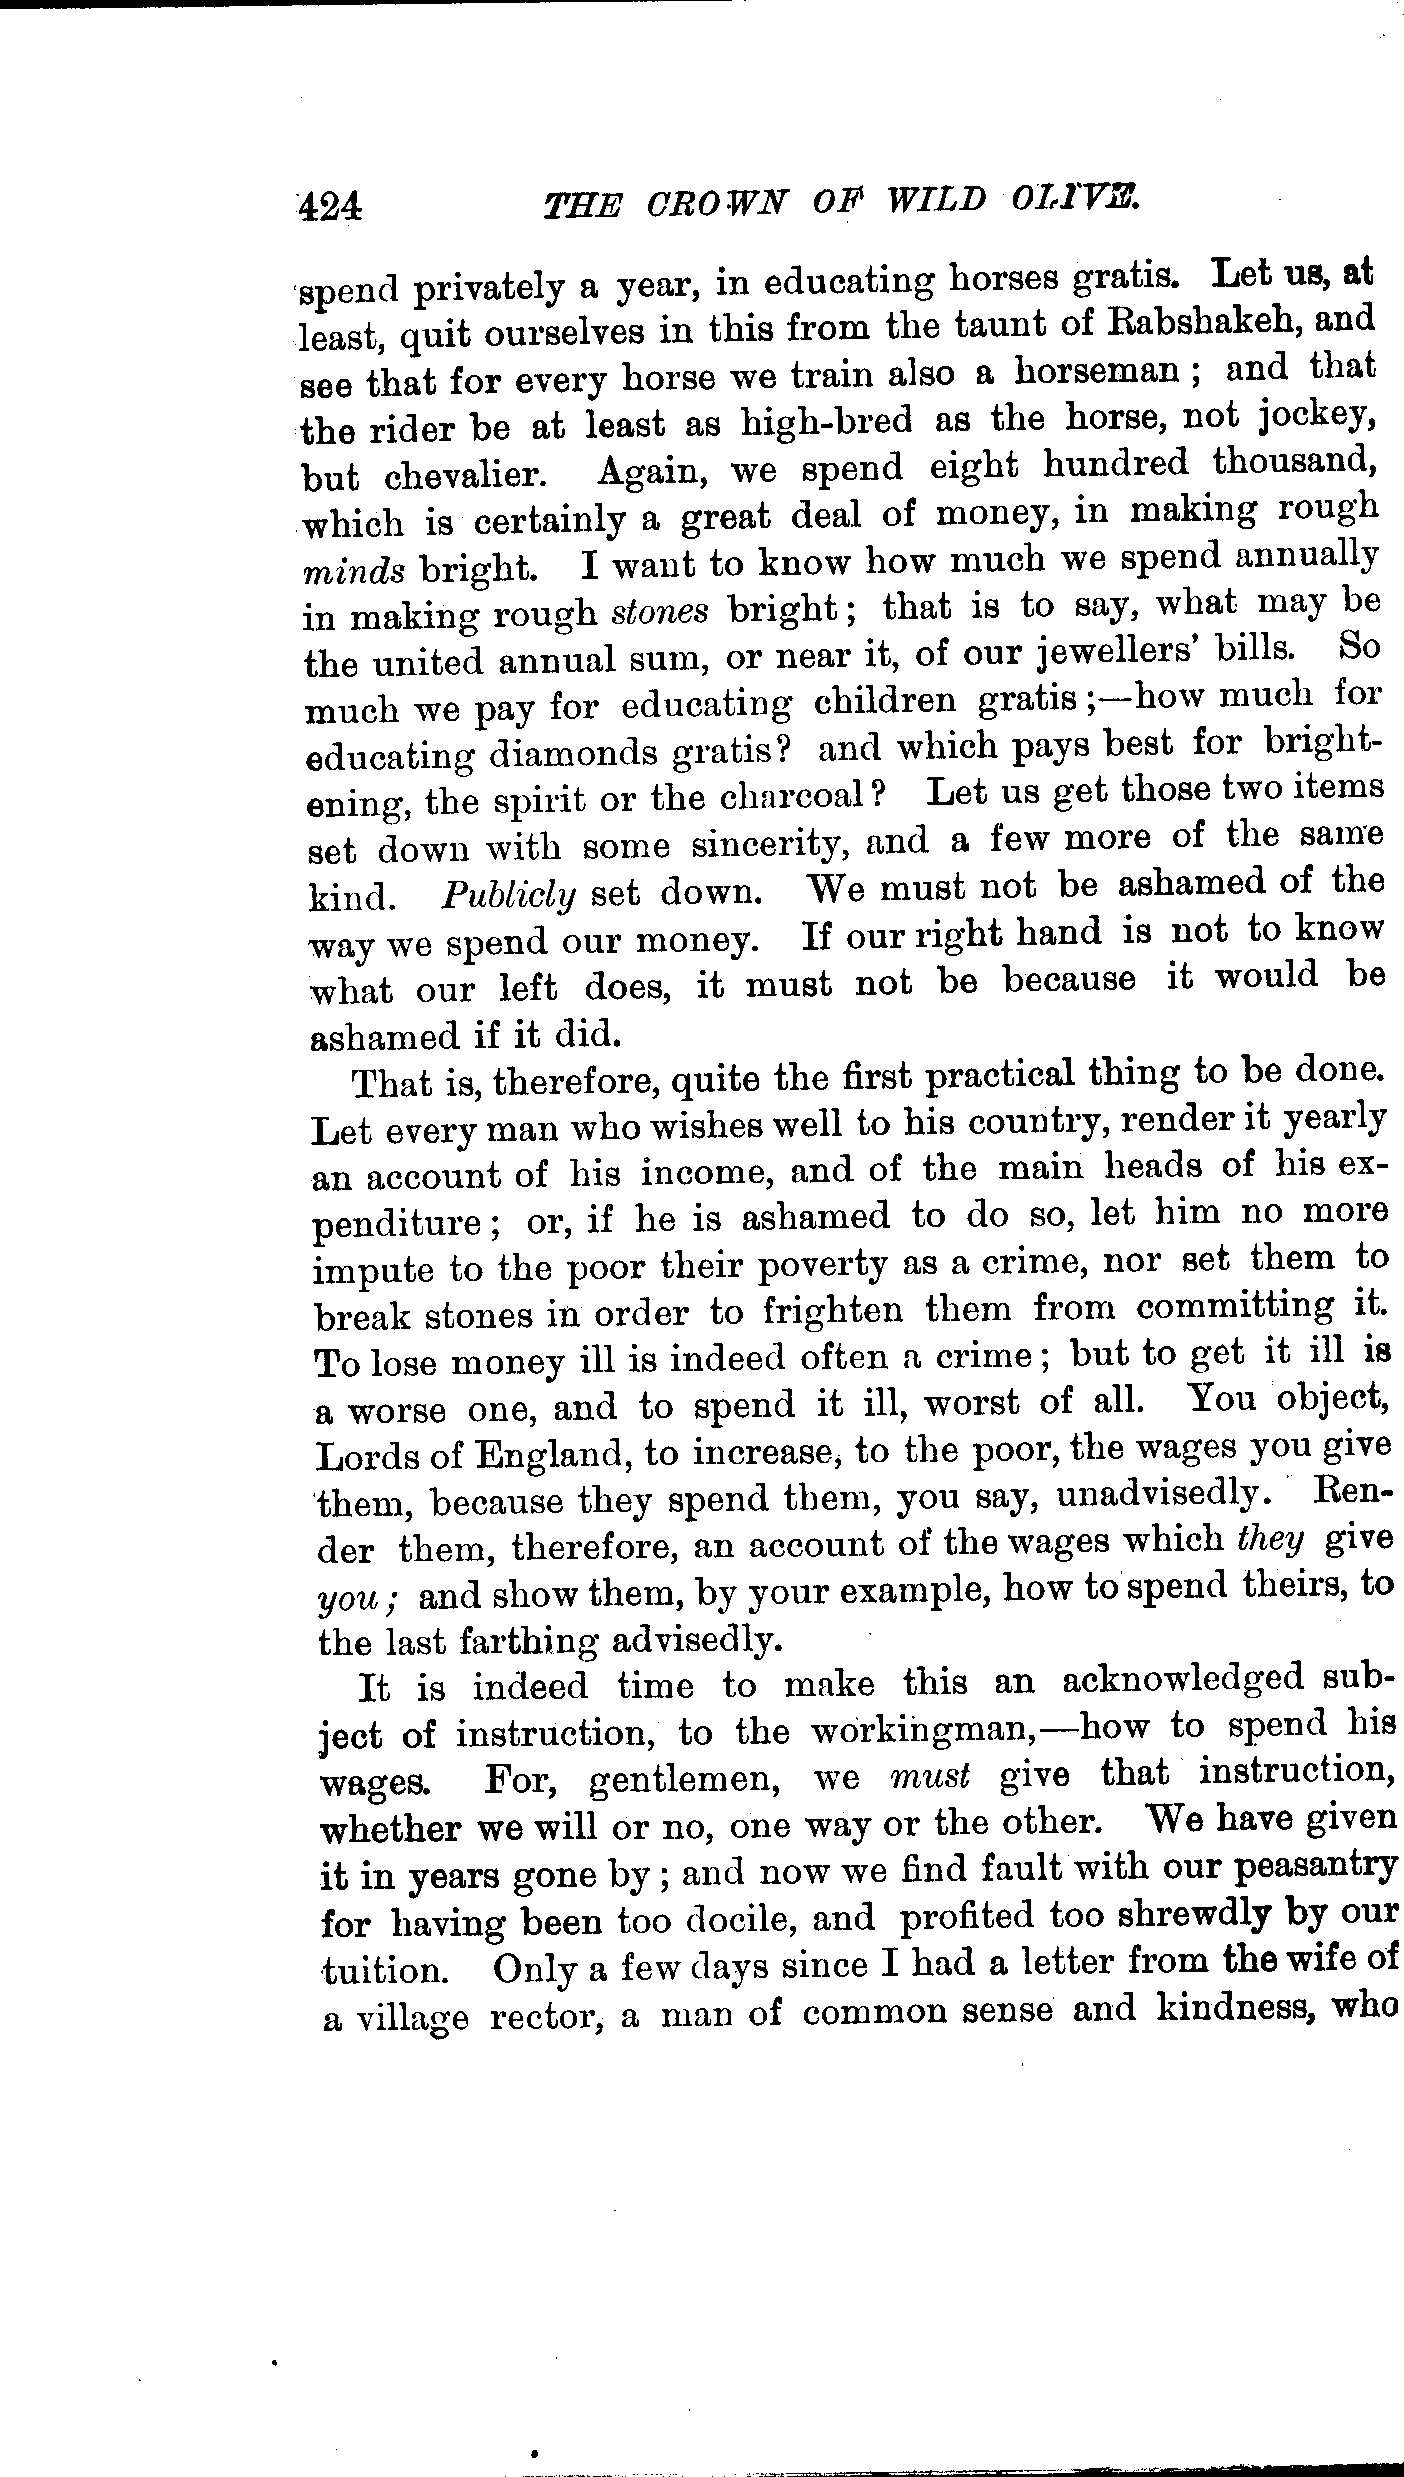 424 THE CROWN OF WILD OLIVE.
spend privately a year, in educating horses gratis. Let us, at
least, quit ourselves in this from the taunt of Rabshakeh, and
see that for every horse we train also a horseman; and that
the rider be at least as high-bred as the horse, not jockey,
but chevalier. Again, we spend eight hundred thousand,
which is certainly a great deal of money, in making rough
minds bright. I want to know how much we spend annually
in making rough stones bright; that is to say, what may be
the united annual sum, or near it, of our jewellers' bills. So
much we pay for educating children gratis;—how much for
educating diamonds gratis? and which pays best for bright-
ening, the spirit or the charcoal? Let us get those two items
set down with some sincerity, and a few more of the same
kind. Publicly set down. We must not be ashamed of the
way we spend our money. If our right hand is not to know
what our left does, it must not be because it would be
ashamed if it did.
That is, therefore, quite the first practical thing to be done.
Let every man who wishes well to his country, render it yearly
an account of his income, and of the main heads of his ex-
penditure; or, if he is ashamed to do so, let him no more
impute to the poor their poverty as a crime, nor set them to
break stones in order to frighten them from committing it.
To lose money ill is indeed often a crime; but to get it ill is
a worse one, and to spend it ill, worst of all. You object,
Lords of England, to increase, to the poor, the wages you give
them, because they spend them, you say, unadvisedly. Ren-
der them, therefore, an account of the wages which they give
you; and show them, by your example, how to spend theirs, to
the last farthing advisedly.
It is indeed time to make this an acknowledged sub-
ject of instruction, to the workingman,—how to spend his
wages. For, gentlemen, we must give that instruction,
whether we will or no, one way or the other. We have given
it in years gone by; and now we find fault with our peasantry
for having been too docile, and profited too shrewdly by our
tuition. Only a few days since I had a letter from the wife of
a village rector, a man of common sense and kindness, who